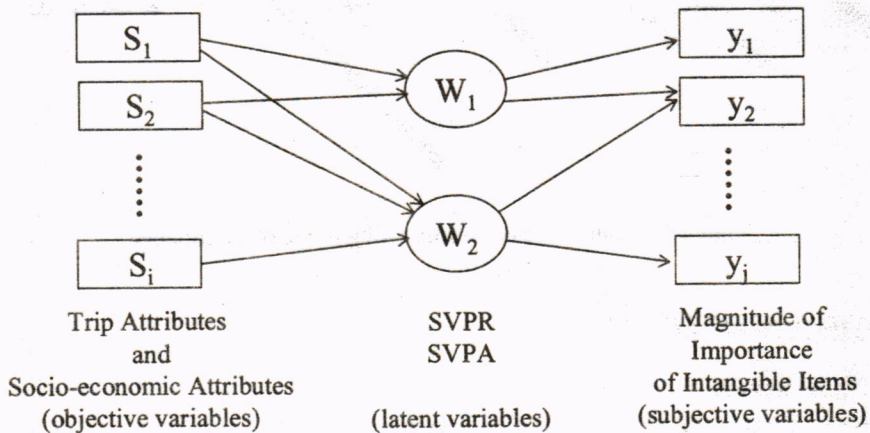 S1
S2
Si
W1
W2
y1
y2
yj
Trip Attributes
and
Socio-economic Attributes
(objective variables)
SVPR
SVPA
(latent variables)
Magnitude of
Importance
of Intangible Items
(subjective variables)